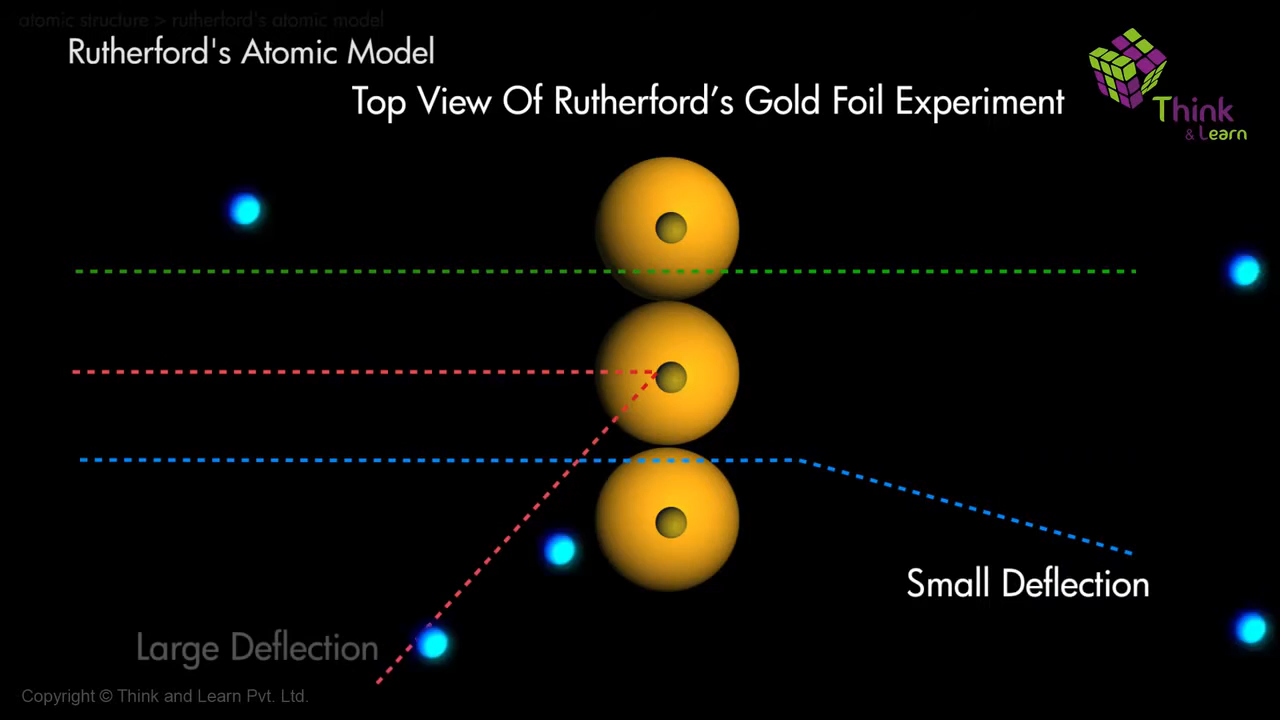 atomic structure > rutherford's atomic model
Rutherford's Atomic Model
Top View Of Rutherford’s Gold Foil Experiment
Think
& Learn
Small Deflection
Large Deflection
Copyright © Think and Learn Pvt. Ltd.